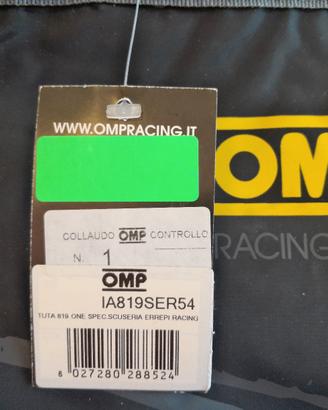 WWW.OMPRACING.IT
COLLAUDO OMP CONTROLLO
N. 1
OMP
IA819SER54
TUTA 819 ONE SPEC.SCUSERIA ERREPI RACING
8 027280 288524
OM
RACING